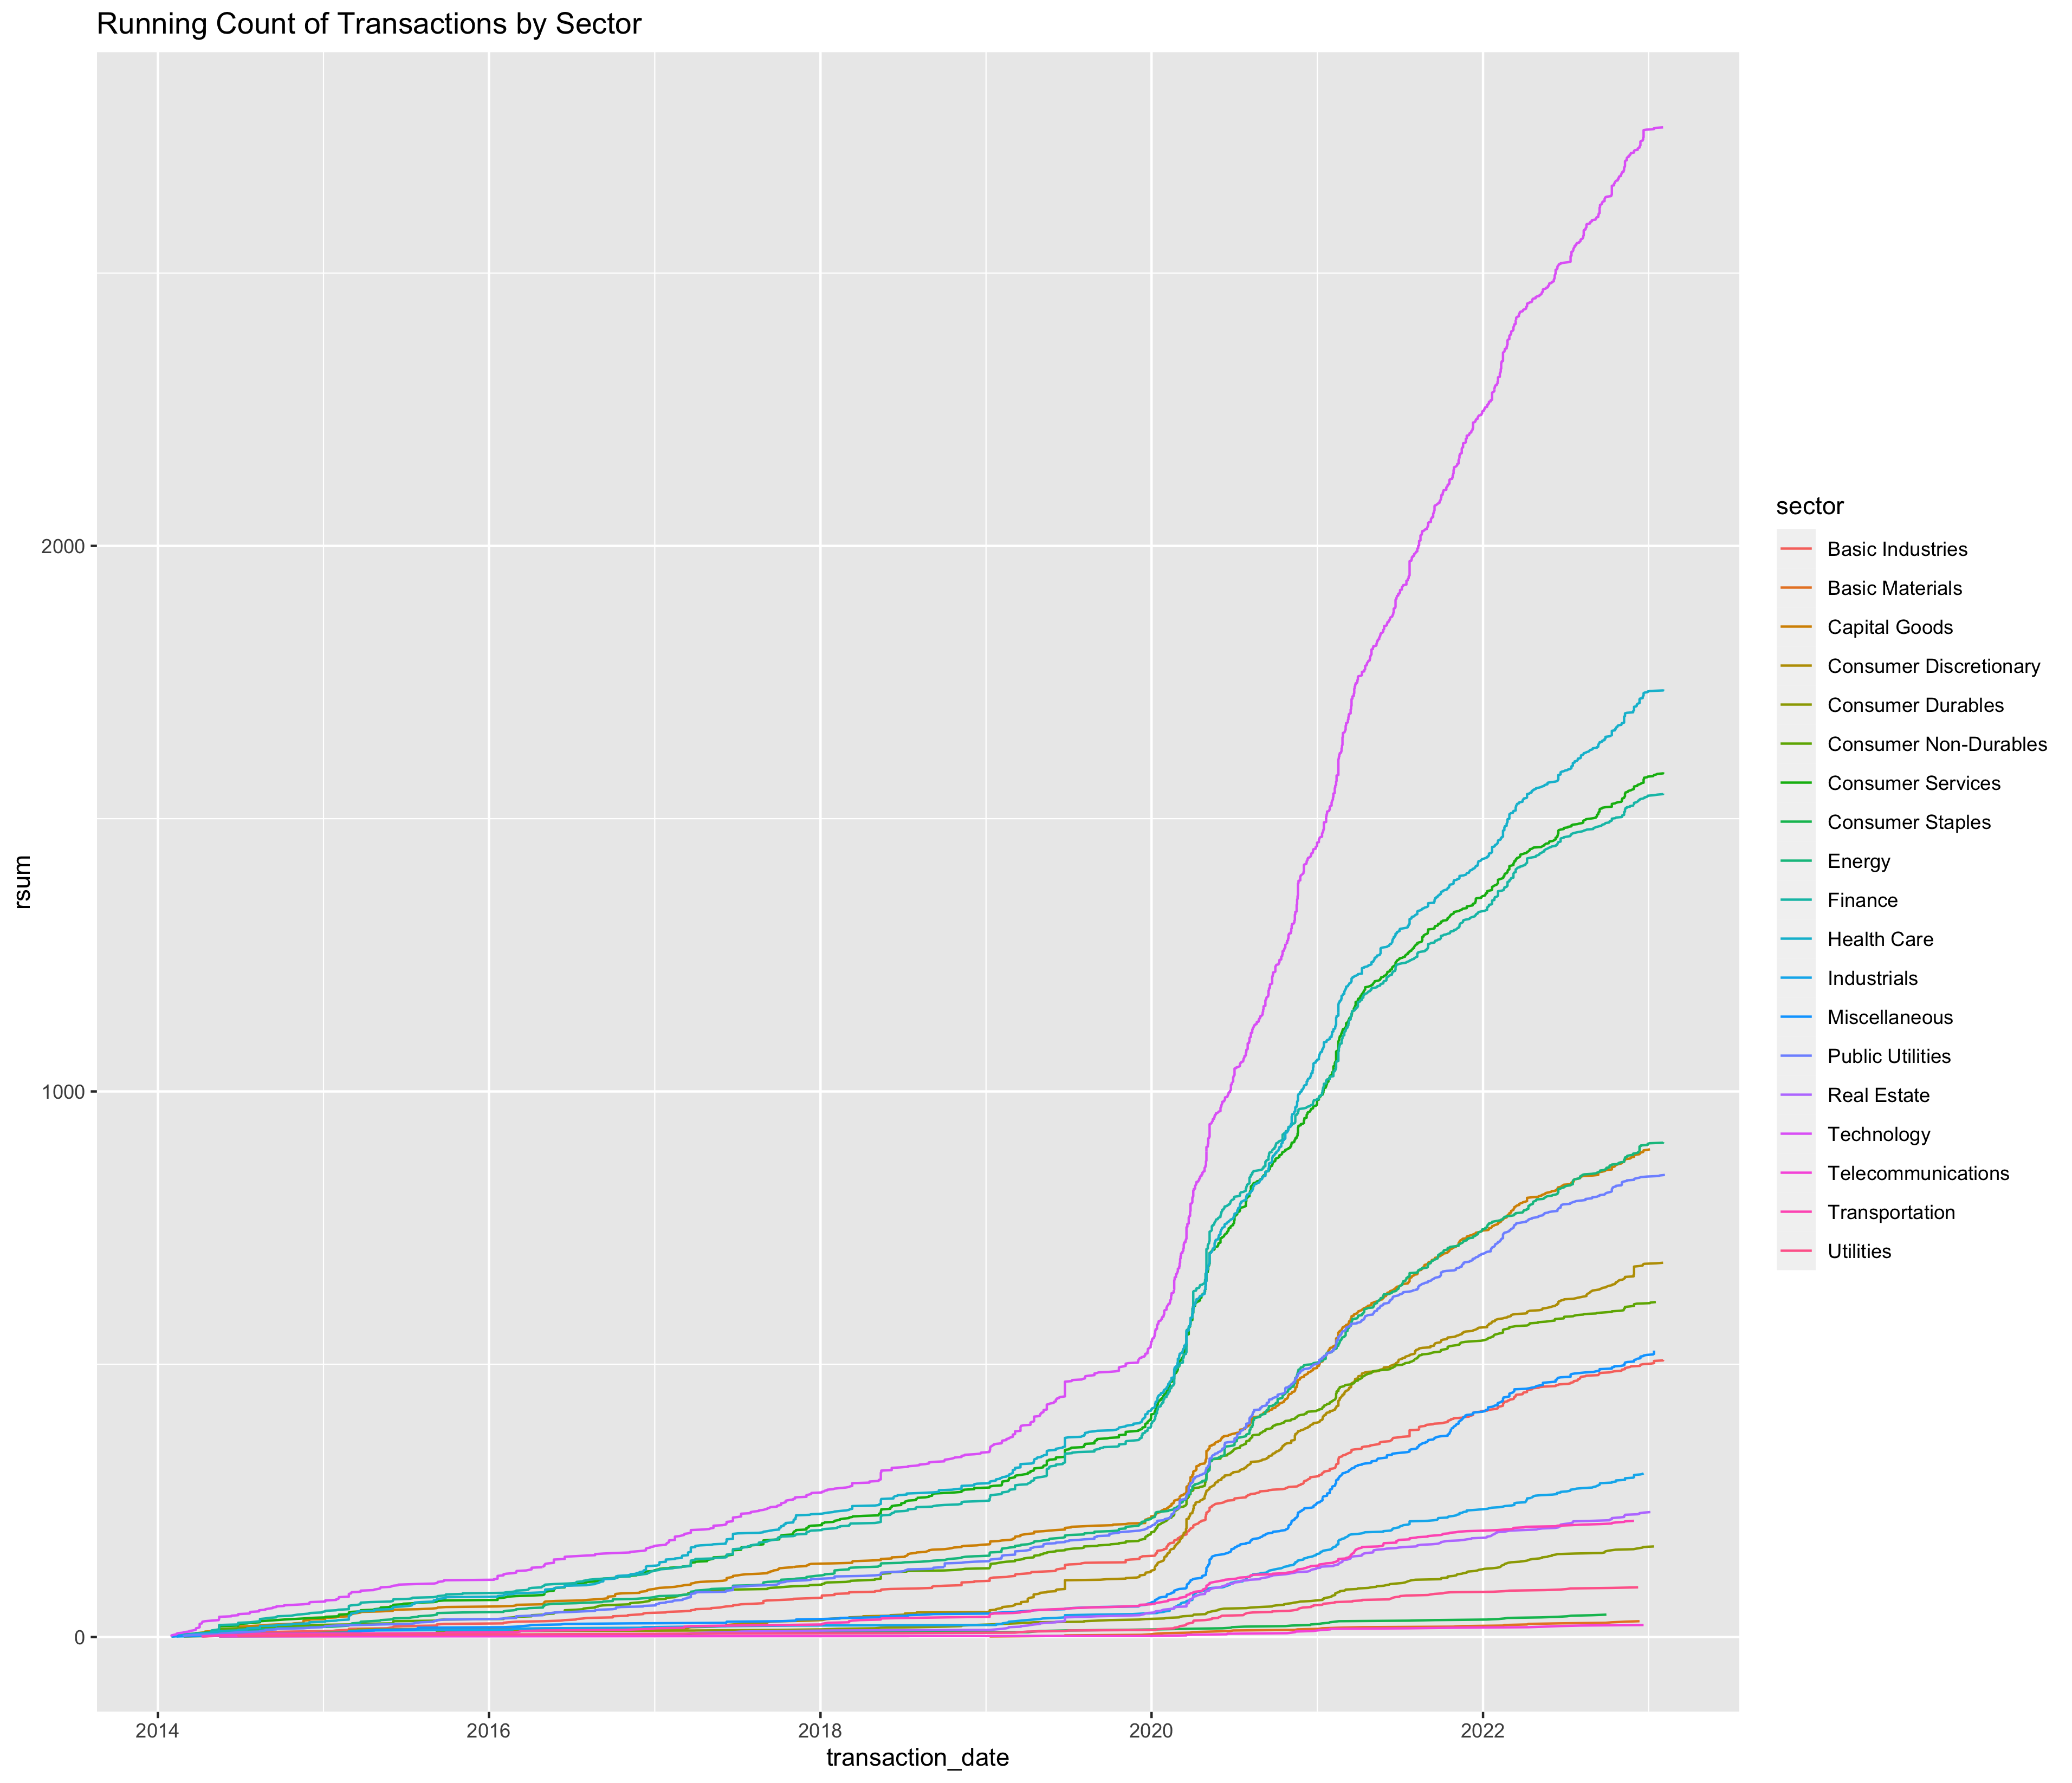 Running Count of Transactions by Sector
rsum
2000
1000
0
2014
2016
2018
2020
2022
transaction_date
sector
Basic Industries
Basic Materials
Capital Goods
Consumer Discretionary
Consumer Durables
Consumer Non-Durables
Consumer Services
Consumer Staples
Energy
Finance
Health Care
Industrials
Miscellaneous
Public Utilities
Real Estate
Technology
Telecommunications
Transportation
Utilities